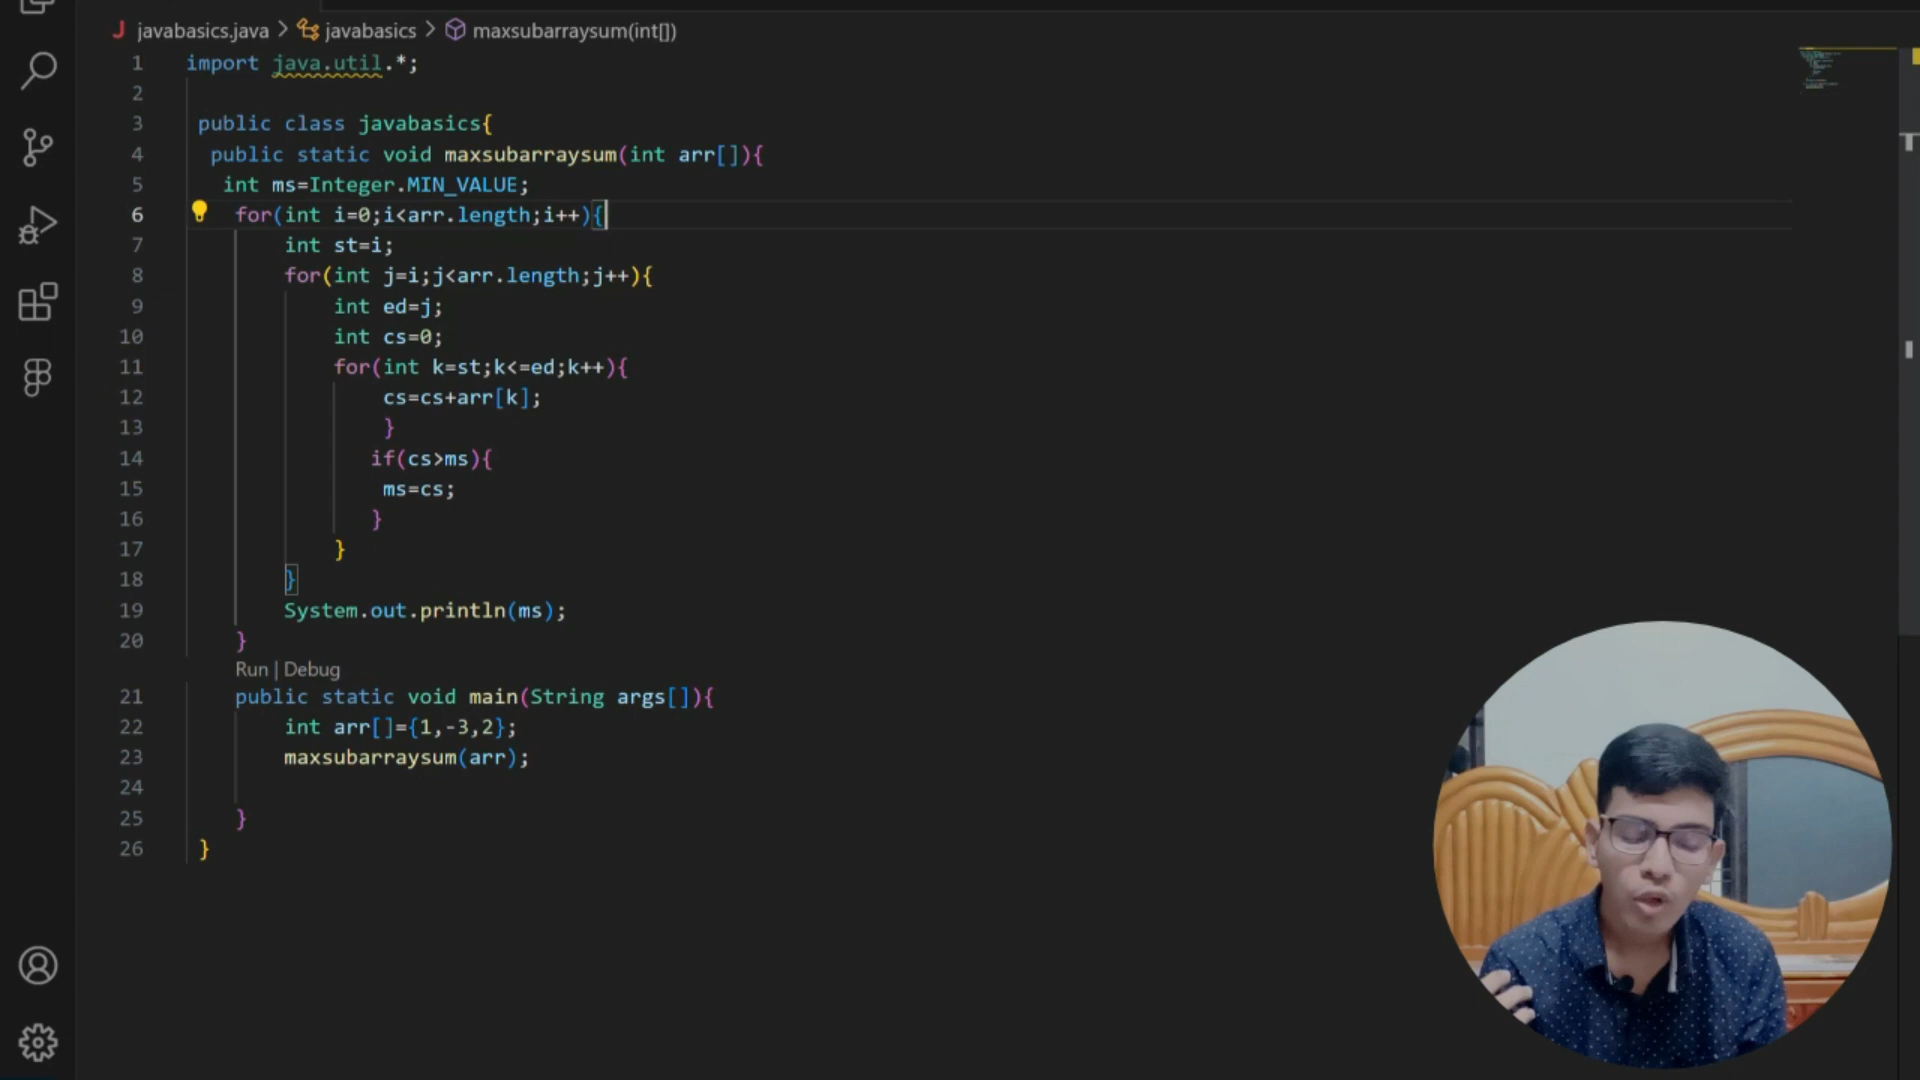 javabasics.java > javabasics > maxsubarraysum(int[])
1 import java.util.*;
2
3 public class javabasics{
4 public static void maxsubarraysum(int arr[]){
5 int ms=Integer.MIN_VALUE;
6 for(int i=0;i<arr.length;i++){
7 int st=i;
8 for(int j=i;j<arr.length;j++){
9 int ed=j;
10 int cs=0;
11 for(int k=st;k<=ed;k++){
12 cs=cs+arr[k];
13 }
14 if(cs>ms){
15 ms=cs;
16 }
17 }
18 }
19 System.out.println(ms);
20 }
Run | Debug
21 public static void main(String args[]){
22 int arr[]={1,-3,2};
23 maxsubarraysum(arr);
24
25 }
26 }